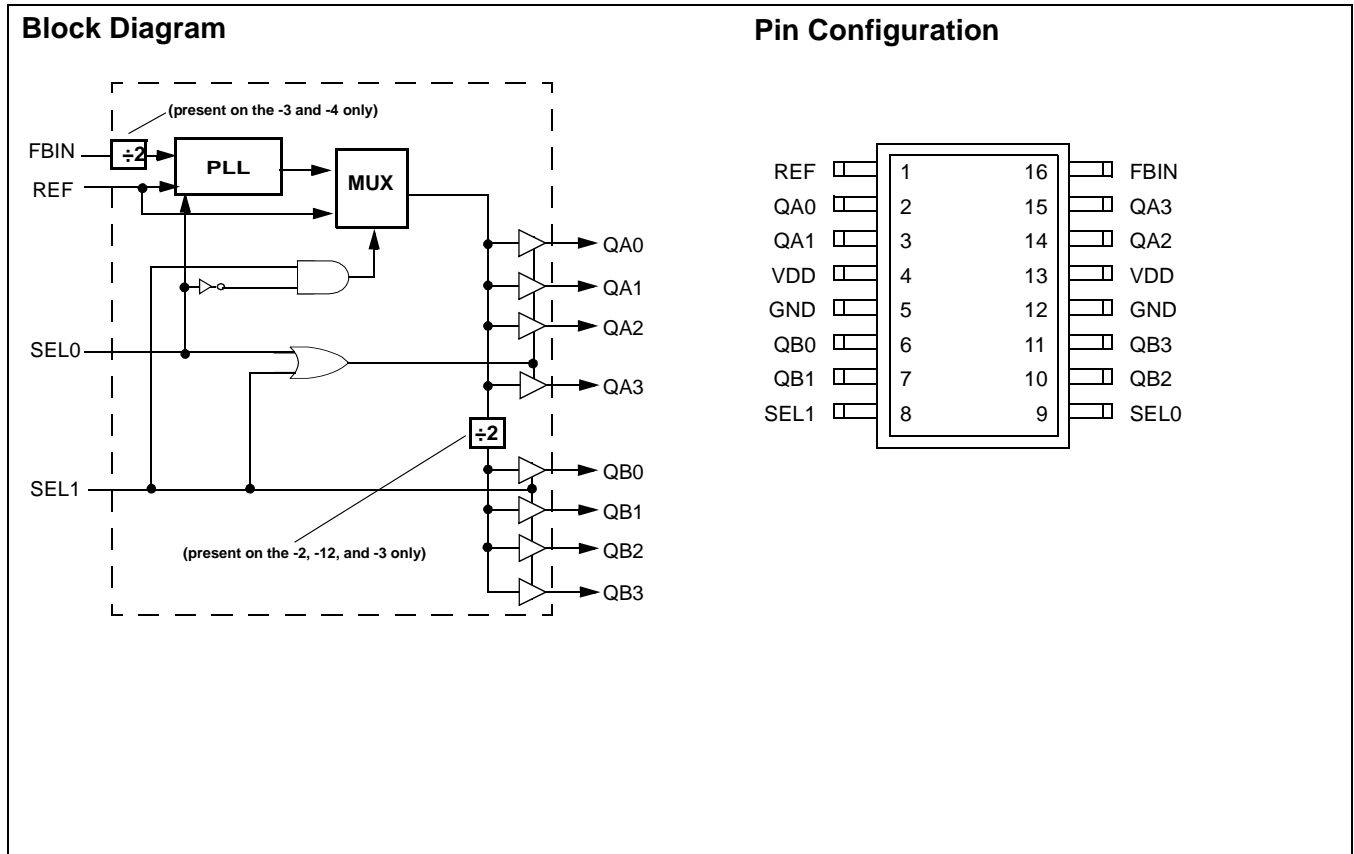 Block Diagram
(present on the -3 and -4 only)
FBIN
÷2
PLL
MUX
REF
QA0
QA1
QA2
SEL0
QA3
÷2
QB0
SEL1
QB1
(present on the -2, -12, and -3 only)
QB2
QB3
Pin Configuration
REF 1 16 FBIN
QA0 2 15 QA3
QA1 3 14 QA2
VDD 4 13 VDD
GND 5 12 GND
QB0 6 11 QB3
QB1 7 10 QB2
SEL1 8 9 SEL0